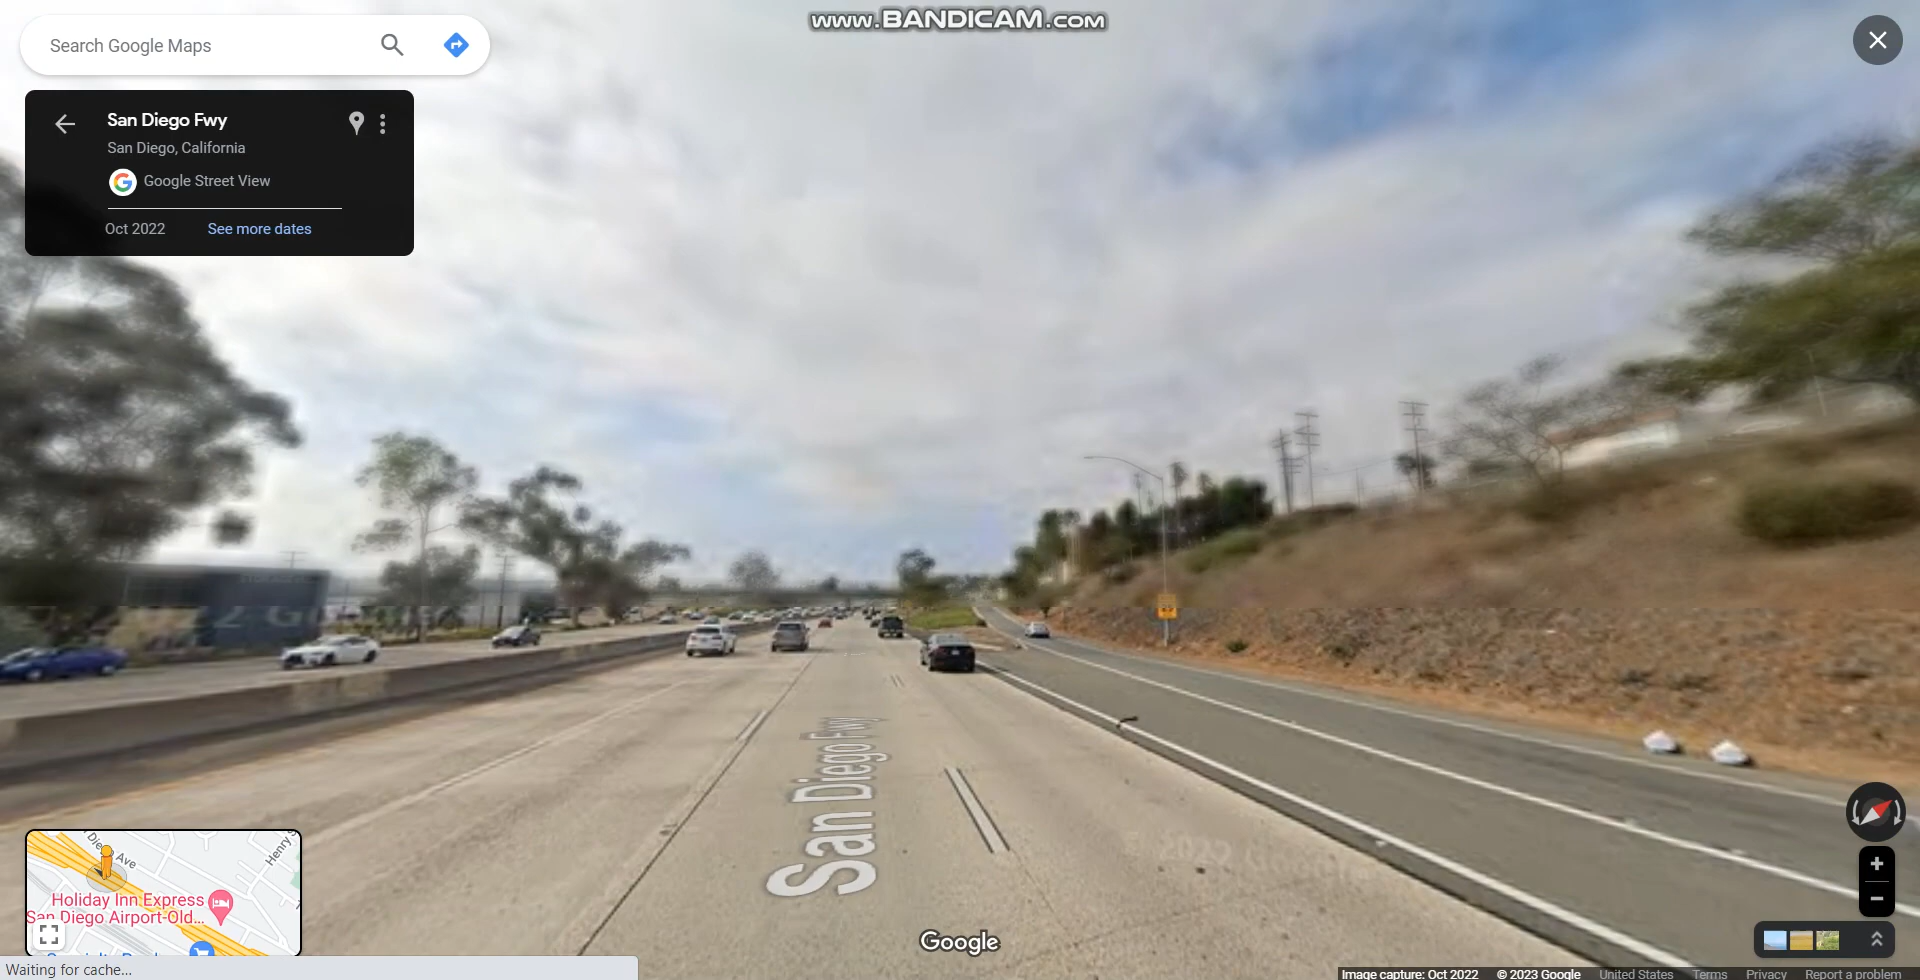 www.BANDICAM.com
Search Google Maps
San Diego Fwy
San Diego, California
Google Street View
Oct 2022
See more dates
San Diego Fwy
Ave
Henry's
Holiday Inn Express
San Diego Airport-Old...
Google
Waiting for cache...
Image capture: Oct 2022 © 2023 Google United States Terms Privacy Report a problem